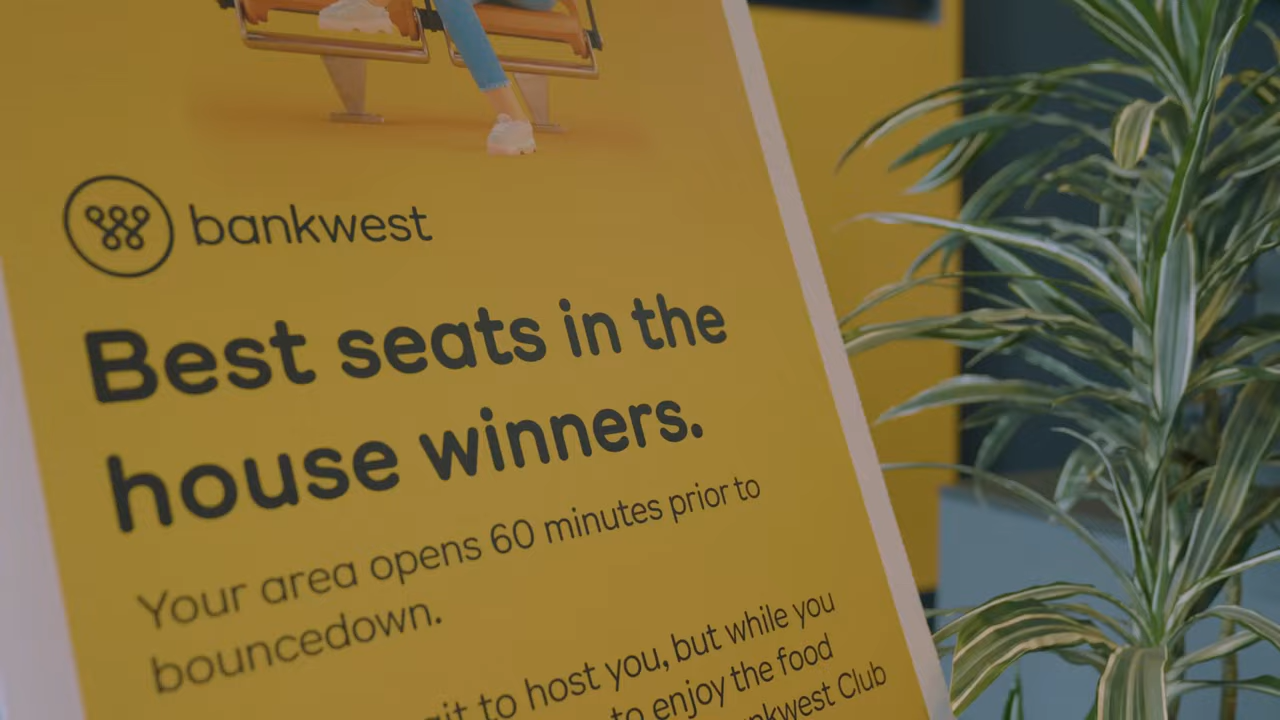 bankwest
Best seats in the
house winners.
Your area opens 60 minutes prior to
bouncedown.
to host you, but while you
to enjoy the food
Club